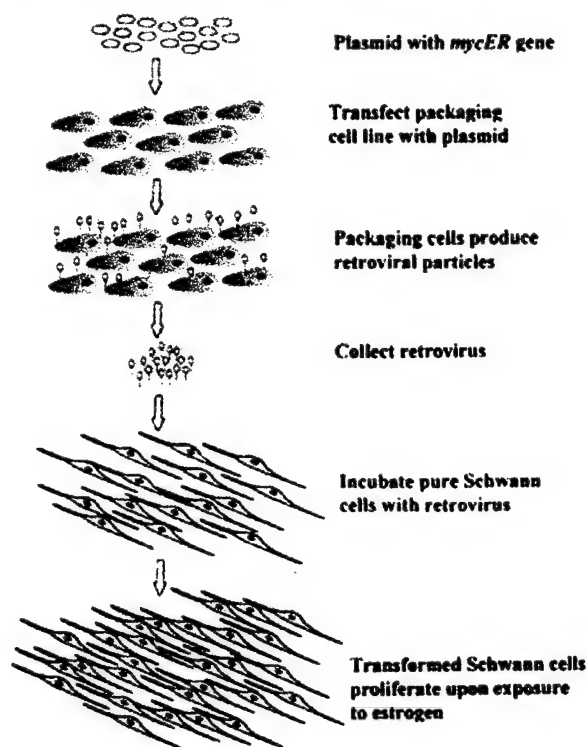 Plasmid with mycER gene
Transfect packaging
cell line with plasmid
Packaging cells produce
retroviral particles
Collect retrovirus
Incubate pure Schwann
cells with retrovirus
Transformed Schwann cells
proliferate upon exposure
to estrogen